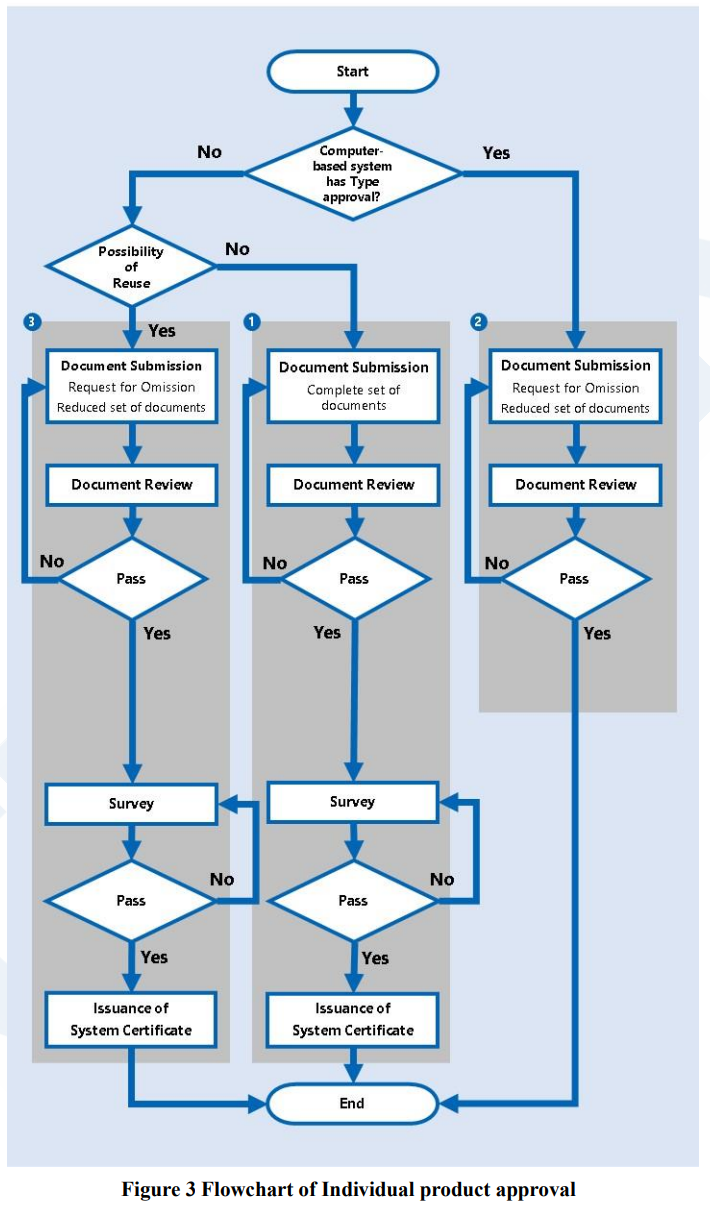 Start
Computer-
based system
has Type
approval?
No
Yes
Possibility
of
Reuse
No
Yes
3
Document Submission
Request for Omission
Reduced set of documents
Document Review
Pass
No
Yes
Survey
Pass
No
Yes
Issuance of
System Certificate
1
Document Submission
Complete set of
documents
Document Review
Pass
No
Yes
Survey
Pass
No
Yes
Issuance of
System Certificate
2
Document Submission
Request for Omission
Reduced set of documents
Document Review
Pass
No
Yes
End
Figure 3 Flowchart of Individual product approval